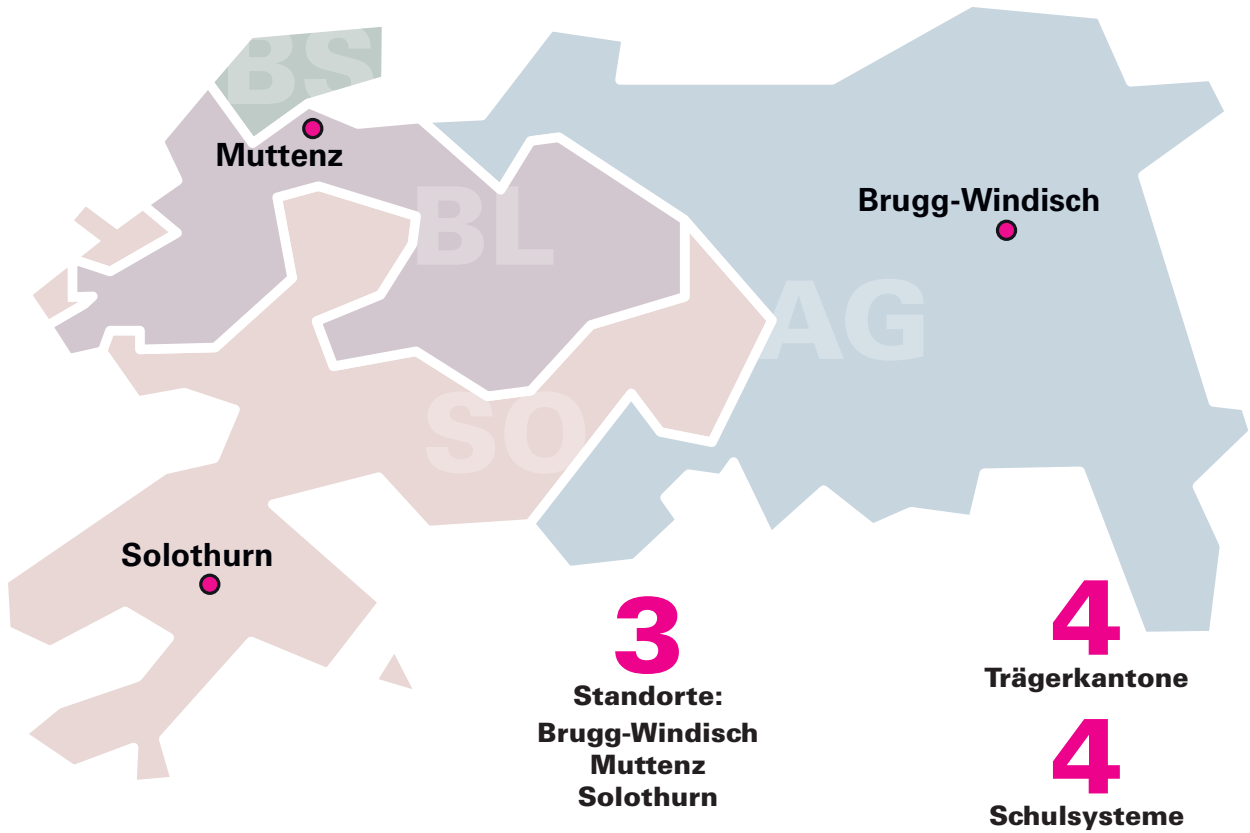 BS
Muttenz
BL
Brugg-Windisch
AG
SO
Solothurn
3
Standorte:
Brugg-Windisch
Muttenz
Solothurn
4
Trägerkantone
4
Schulsysteme